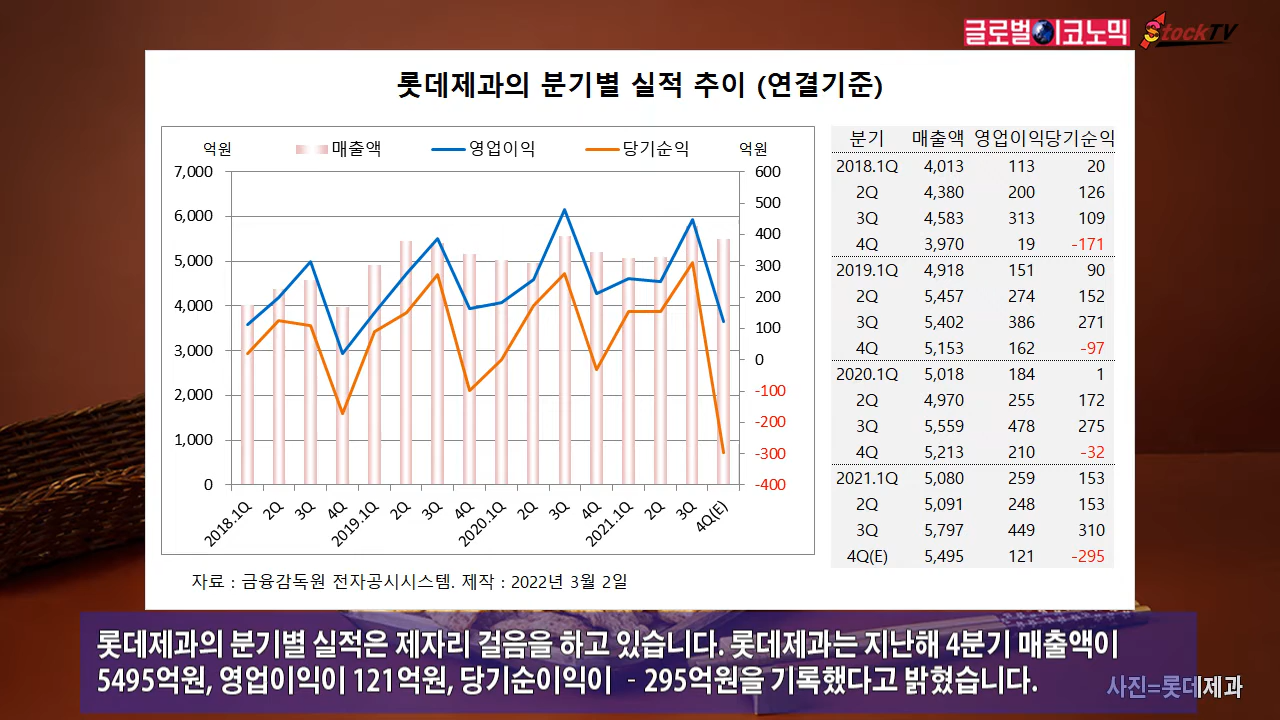 글로벌이코노믹 StockTV
롯데제과의 분기별 실적 추이 (연결기준)
억원 매출액 영업이익 당기순익 억원
7,000 600
6,000 500
5,000 400
4,000 300
3,000 200
2,000 100
1,000 0
0 -100
-200
-300
-400
2018.1Q 2Q 3Q 4Q 2019.1Q 2Q 3Q 4Q 2020.1Q 2Q 3Q 4Q 2021.1Q 2Q 3Q 4Q(E)
분기 매출액 영업이익 당기순익
2018.1Q 4,013 113 20
2Q 4,380 200 126
3Q 4,583 313 109
4Q 3,970 19 -171
2019.1Q 4,918 151 90
2Q 5,457 274 152
3Q 5,402 386 271
4Q 5,153 162 -97
2020.1Q 5,018 184 1
2Q 4,970 255 172
3Q 5,559 478 275
4Q 5,213 210 -32
2021.1Q 5,080 259 153
2Q 5,091 248 153
3Q 5,797 449 310
4Q(E) 5,495 121 -295
자료 : 금융감독원 전자공시시스템. 제작 : 2022년 3월 2일
롯데제과의 분기별 실적은 제자리 걸음을 하고 있습니다. 롯데제과는 지난해 4분기 매출액이
5495억원, 영업이익이 121억원, 당기순이익이 -295억원을 기록했다고 밝혔습니다.
사진=롯데제과